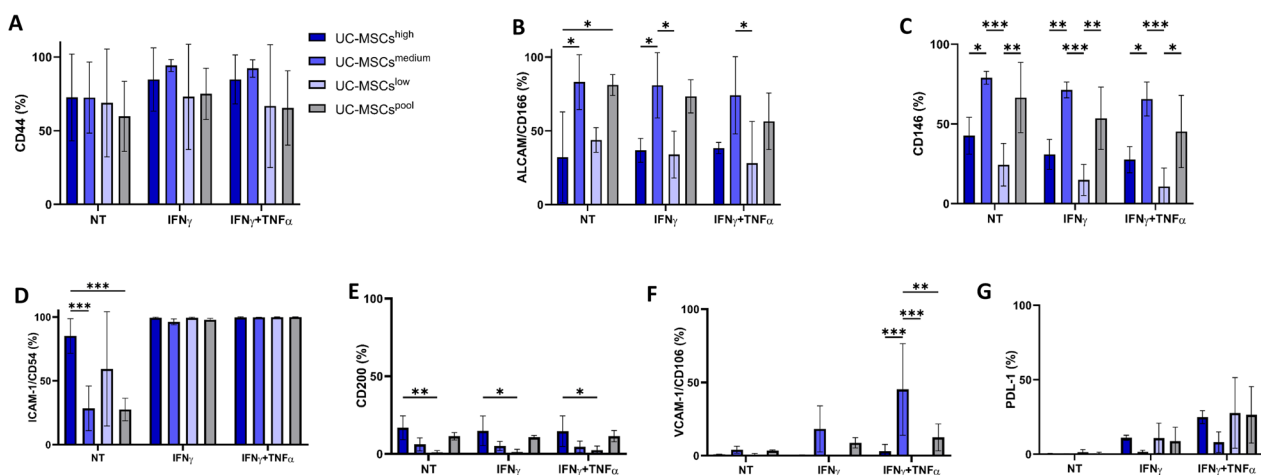 A
CD44 (%)
100
50
0
NT
IFNγ
IFNγ+TNFα
UC-MSCs^high
UC-MSCs^medium
UC-MSCs^low
UC-MSCs^pool
B
ALCAM/CD166 (%)
100
50
0
*
*
*
*
*
NT
IFNγ
IFNγ+TNFα
C
CD146 (%)
100
50
0
***
*
**
**
**
***
***
*
*
NT
IFNγ
IFNγ+TNFα
D
ICAM-1/CD54 (%)
100
50
0
***
***
NT
IFNγ
IFNγ+TNFα
E
CD200 (%)
100
50
0
**
*
*
NT
IFNγ
IFNγ+TNFα
F
VCAM-1/CD106 (%)
100
50
0
**
***
***
NT
IFNγ
IFNγ+TNFα
G
PDL-1 (%)
100
50
0
NT
IFNγ
IFNγ+TNFα